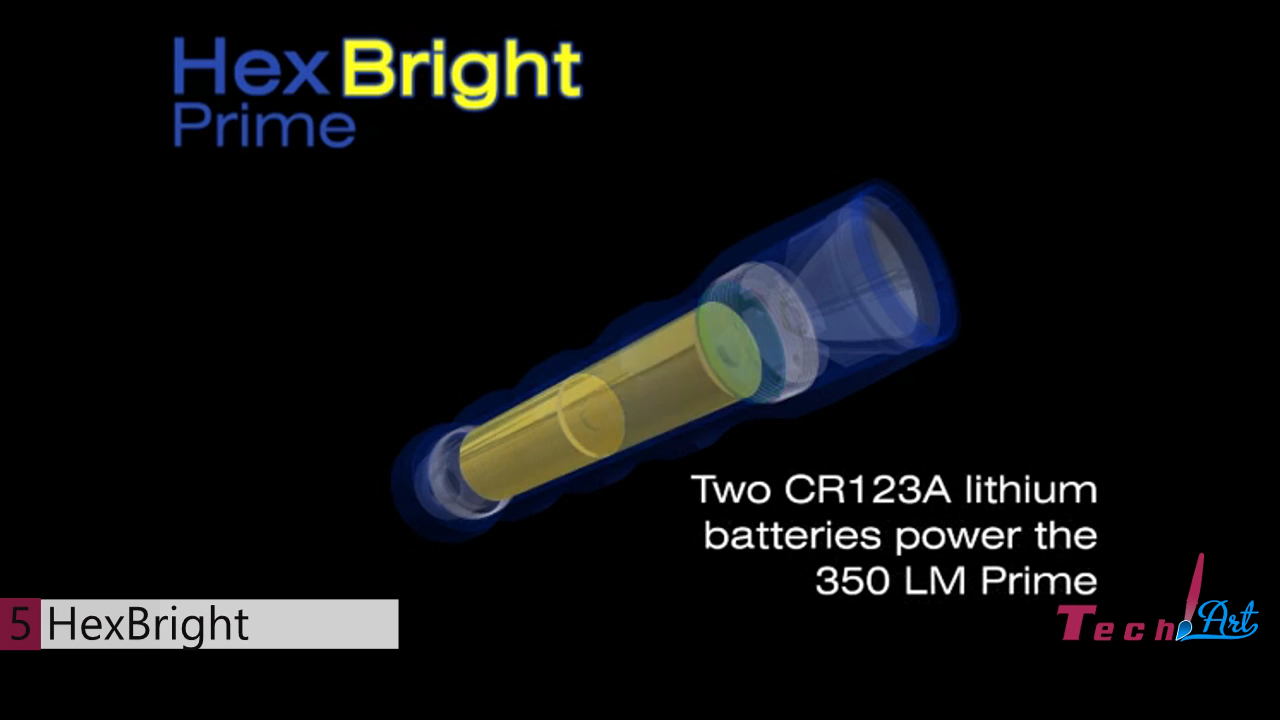 HexBright
Prime
Two CR123A lithium
batteries power the
350 LM Prime
5 HexBright
Tech Art